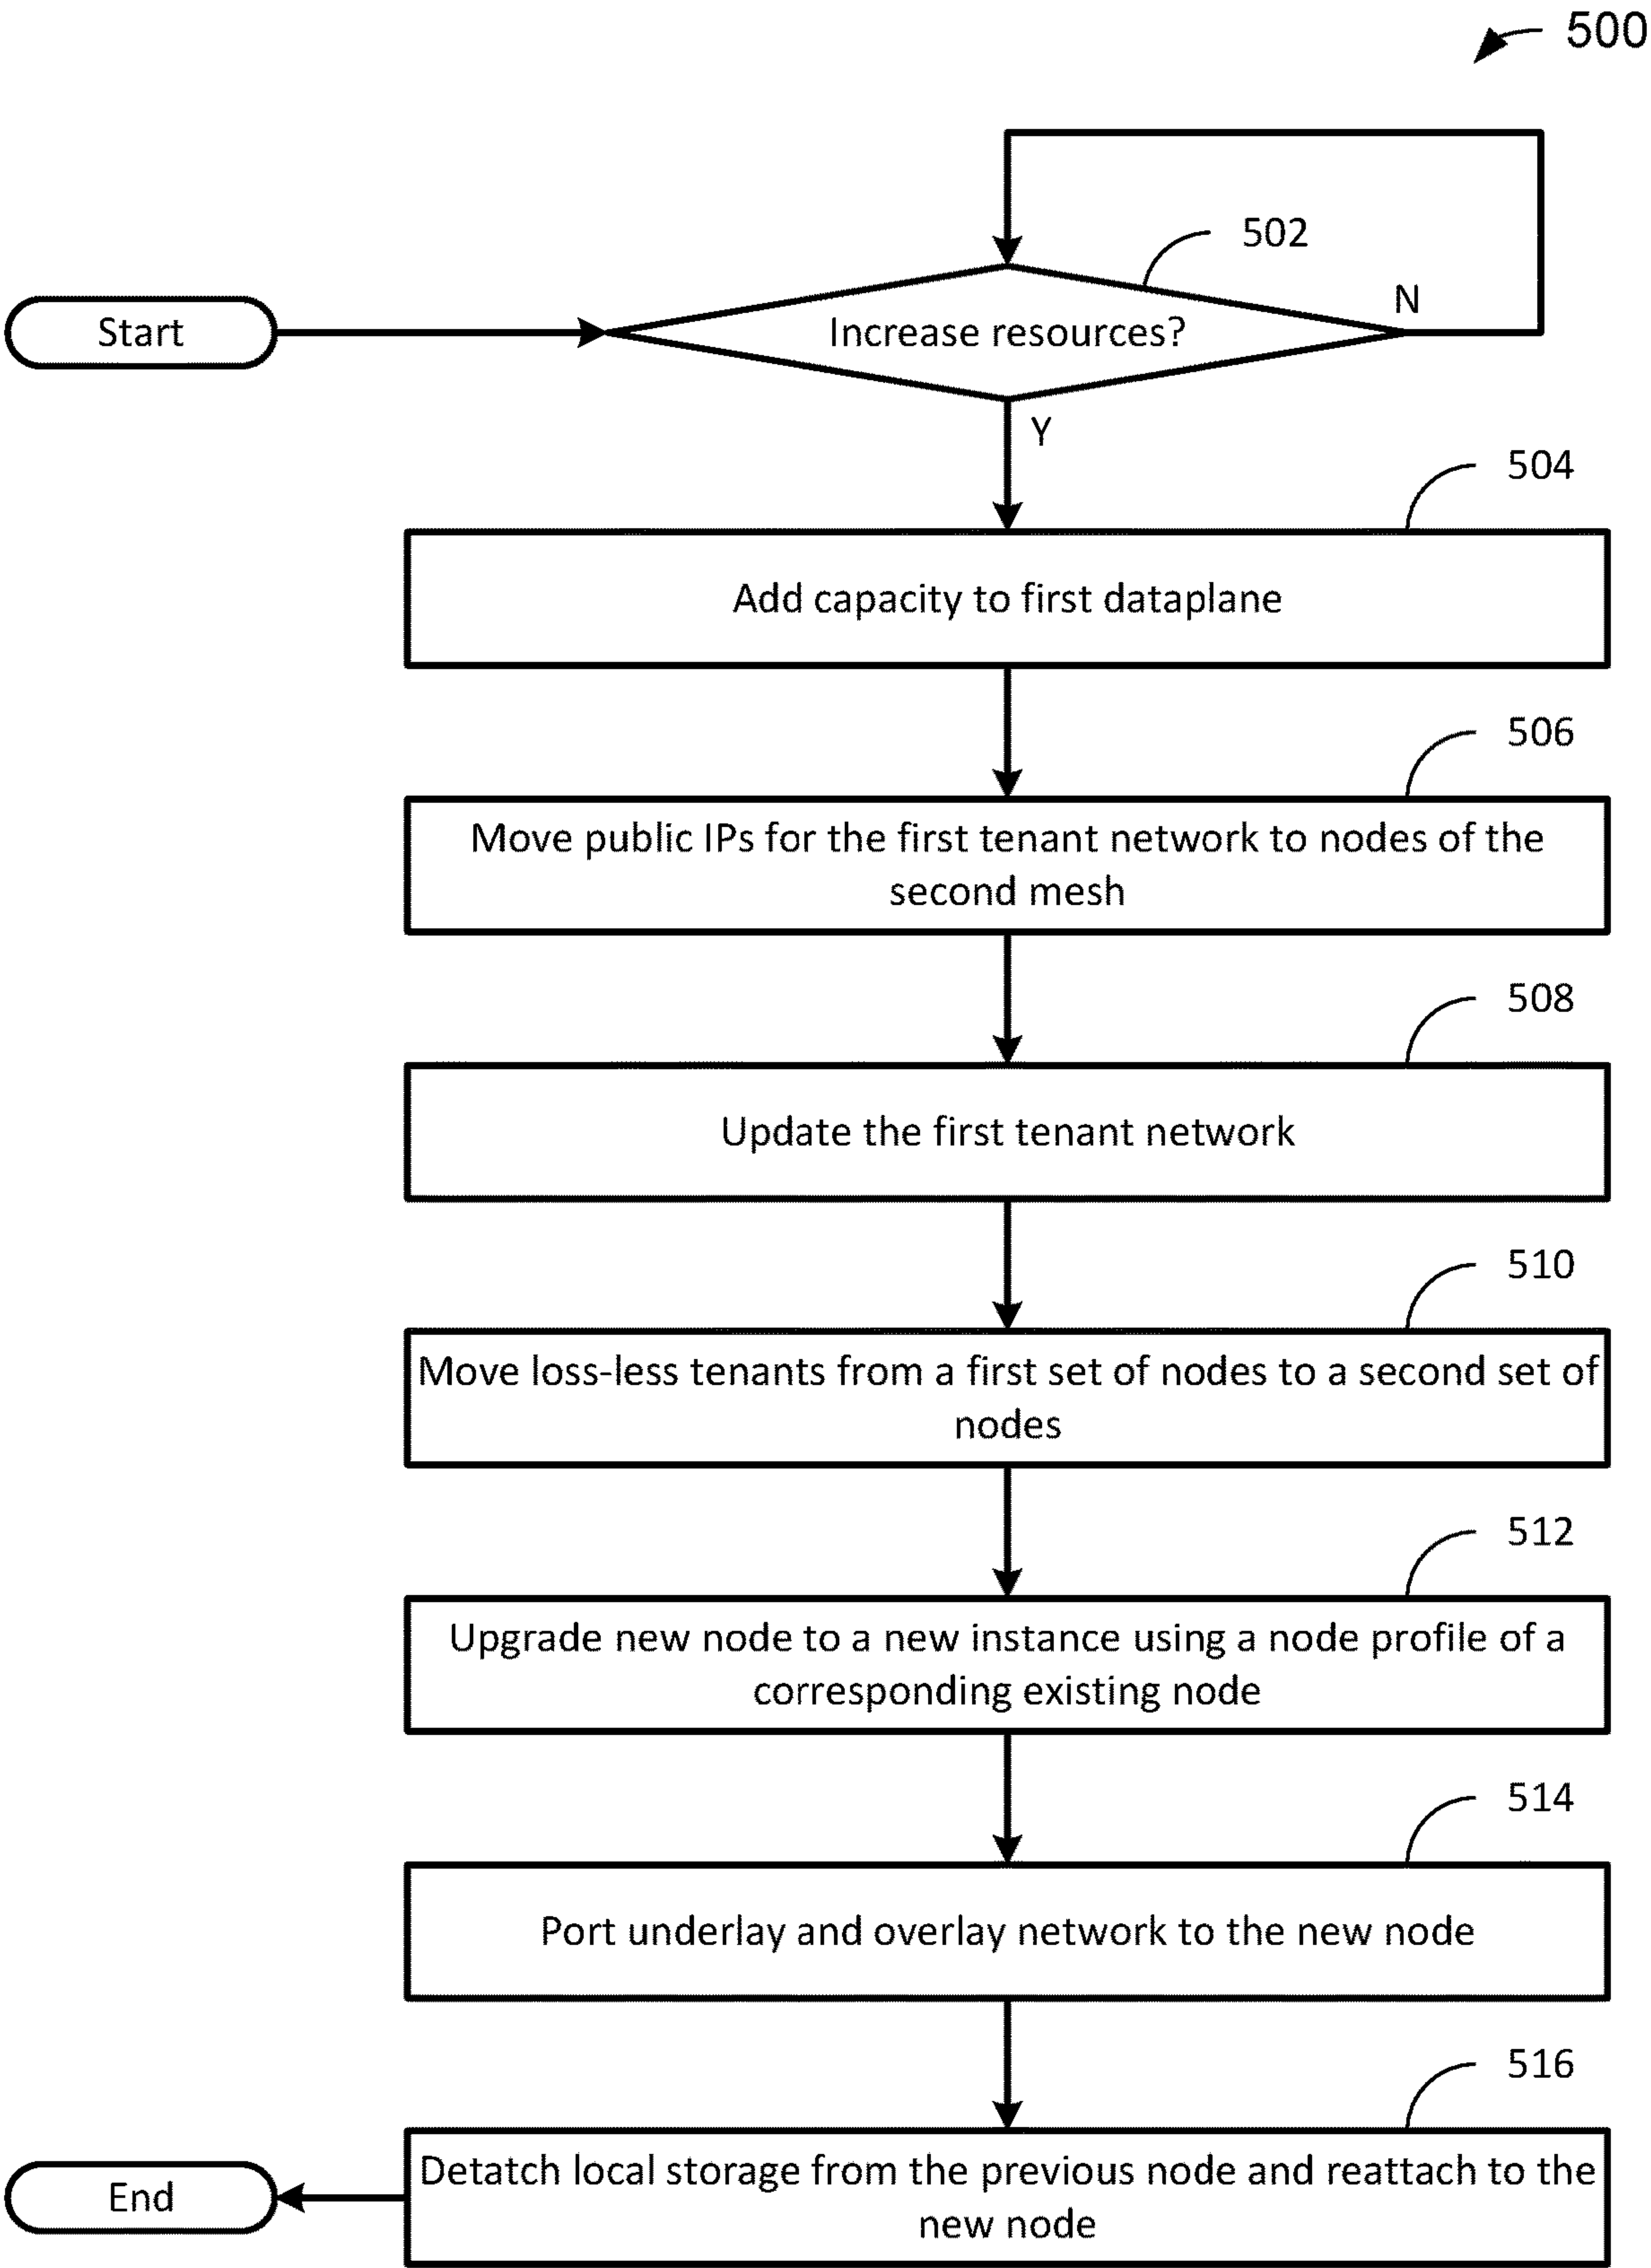 500
502
N
Start
Increase resources?
Y
504
Add capacity to first dataplane
506
Move public IPs for the first tenant network to nodes of the
second mesh
508
Update the first tenant network
510
Move loss-less tenants from a first set of nodes to a second set of
nodes
512
Upgrade new node to a new instance using a node profile of a
corresponding existing node
514
Port underlay and overlay network to the new node
516
Detatch local storage from the previous node and reattach to the
new node
End